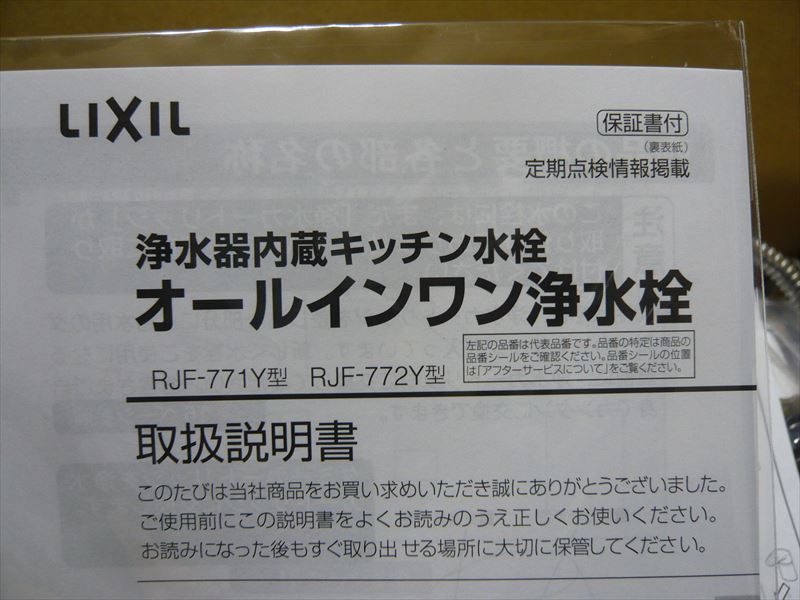 LIXIL
保証書付
(裏表紙)
定期点検情報掲載
浄水器内蔵キッチン水栓
オールインワン浄水栓
RJF-771Y型 RJF-772Y型
左記の品番は代表品番です。品番の特定は商品の
品番シールをご確認ください。品番シールの位置
は「アフターサービスについて」をご覧ください。
取扱説明書
このたびは当社商品をお買い求めいただき誠にありがとうございました。
ご使用前にこの説明書をよくお読みのうえ正しくお使いください。
お読みになった後もすぐ取り出せる場所に大切に保管してください。